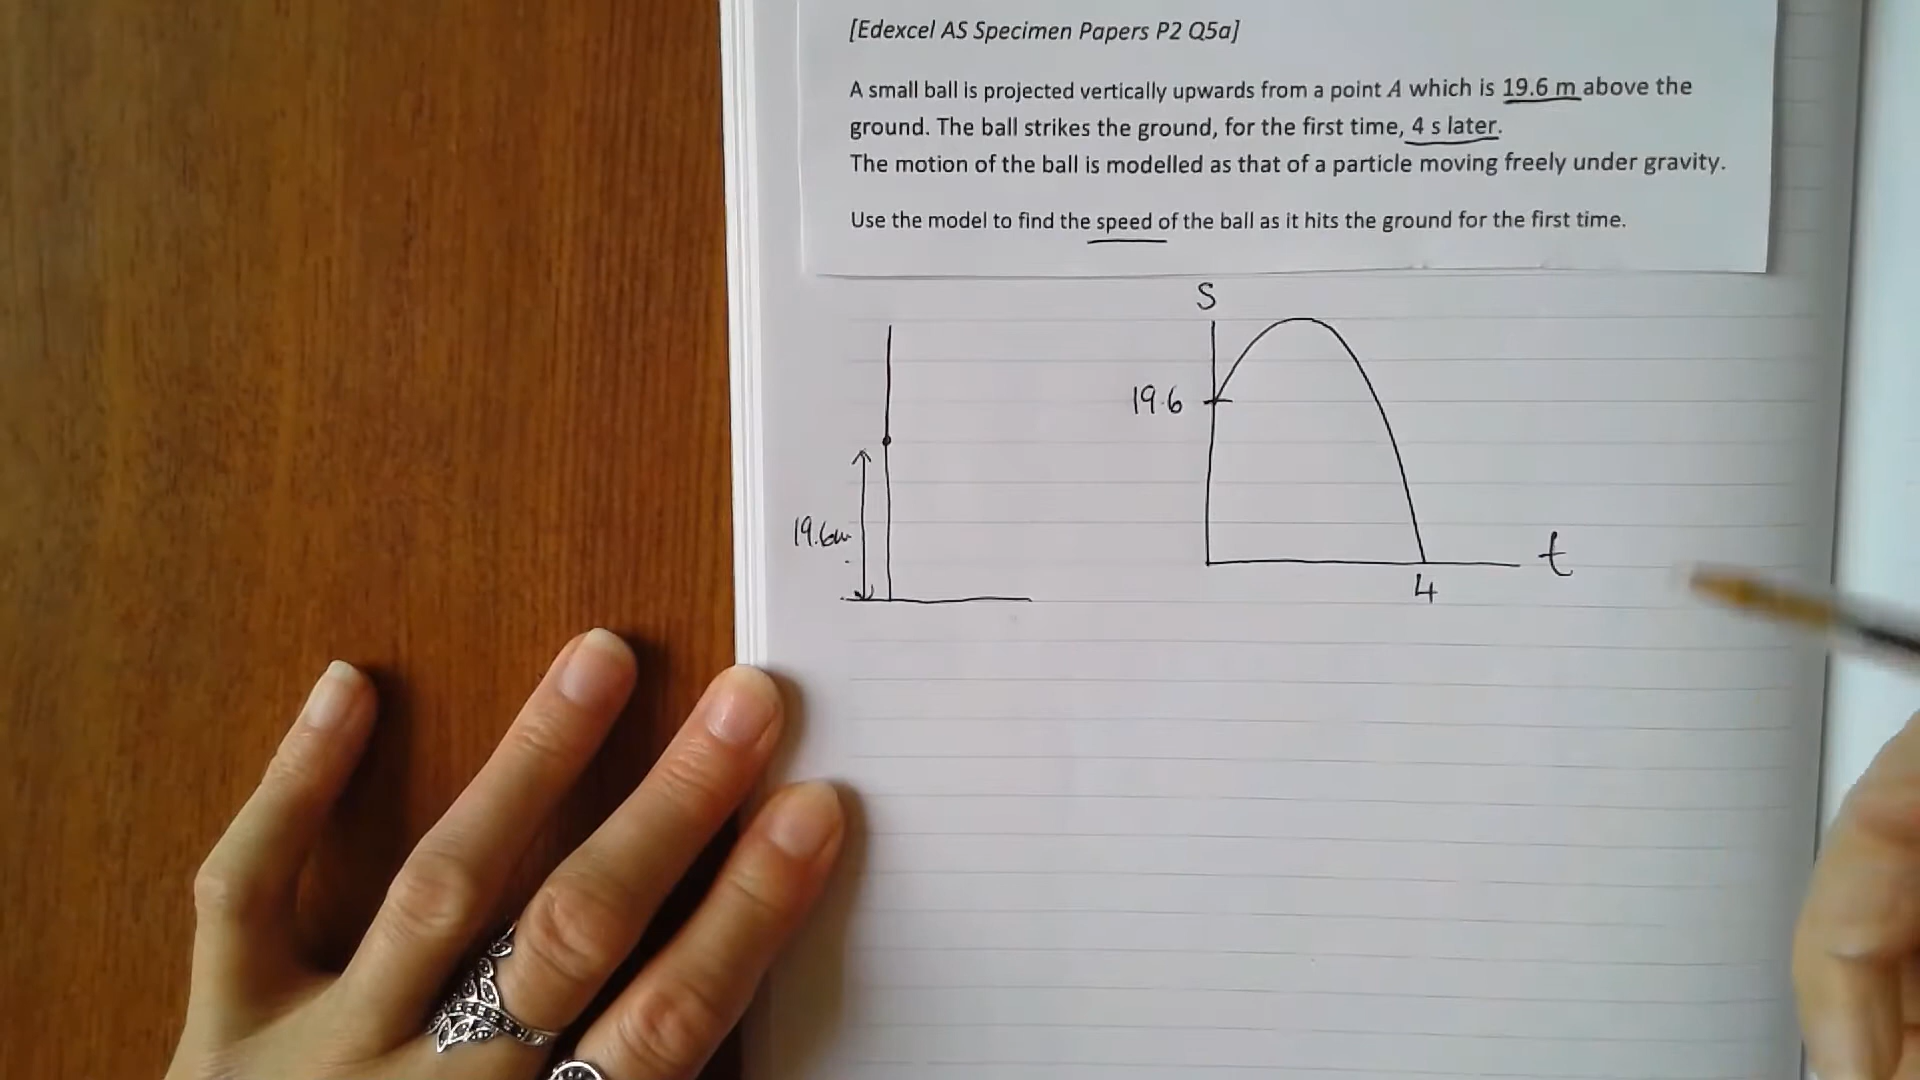 [Edexcel AS Specimen Papers P2 Q5a]
A small ball is projected vertically upwards from a point A which is 19.6 m above the
ground. The ball strikes the ground, for the first time, 4 s later.
The motion of the ball is modelled as that of a particle moving freely under gravity.
Use the model to find the speed of the ball as it hits the ground for the first time.
S
19.6
19.6m
t
4